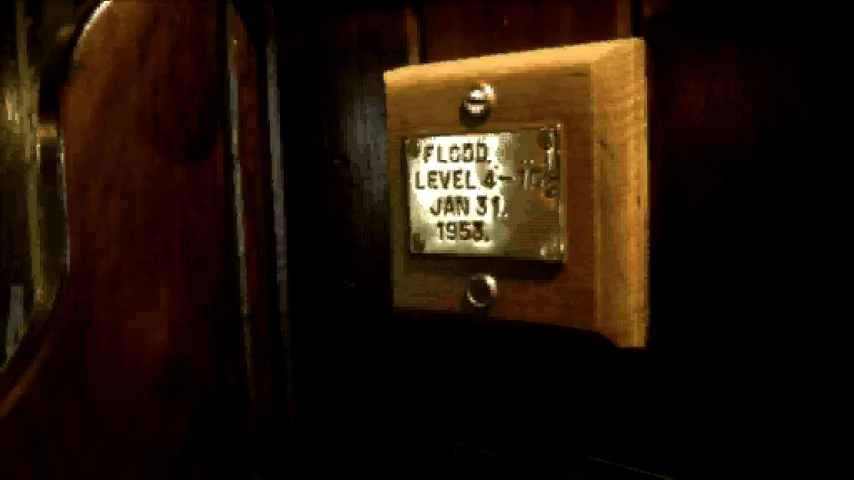 FLOOD.
LEVEL 4-
JAN 31.
1953.